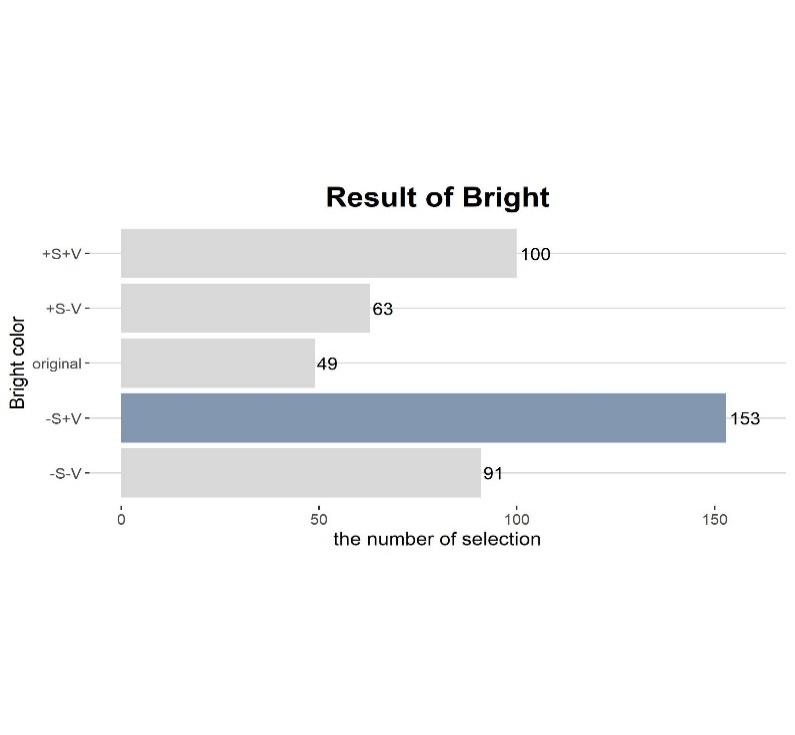 Result of Bright
+S+V
100
+S-V
63
original
49
-S+V
153
-S-V
91
Bright color
0 50 100 150
the number of selection